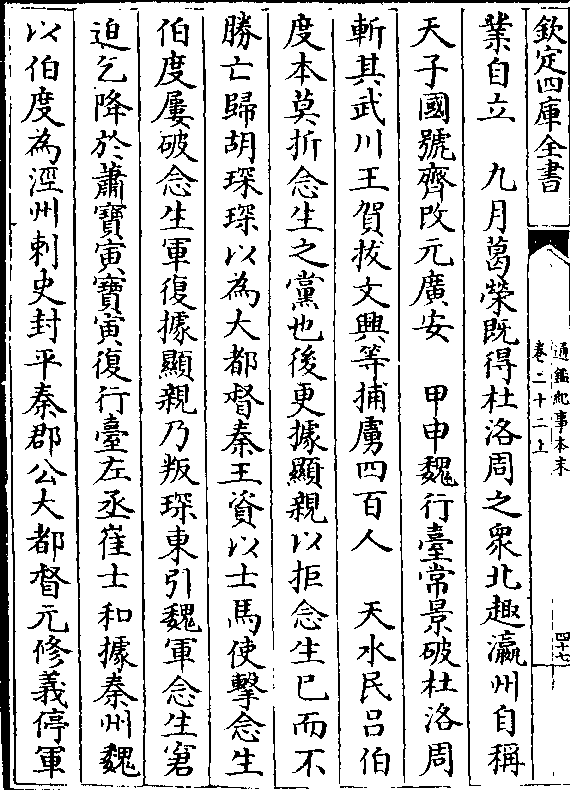 欽定四庫全書
通鑑紀事本末
卷二十二上
四十七
業自立　九月葛榮既得杜洛周之衆北趣瀛州自稱
天子國號齊改元廣安　甲申魏行臺常景破杜洛周
斬其武川王賀拔文興等捕虜四百人　天水民吕伯
度本莫折念生之黨也後更據顯親以拒念生已而不
勝亡歸胡琛琛以為大都督秦王資以士馬使擊念生
伯度屢破念生軍復據顯親乃叛琛東引魏軍念生窘
迫乞降於蕭寶寅寶寅復行臺左丞崔士和據秦州魏
以伯度為涇州刺史封平秦郡公大都督元修義停軍